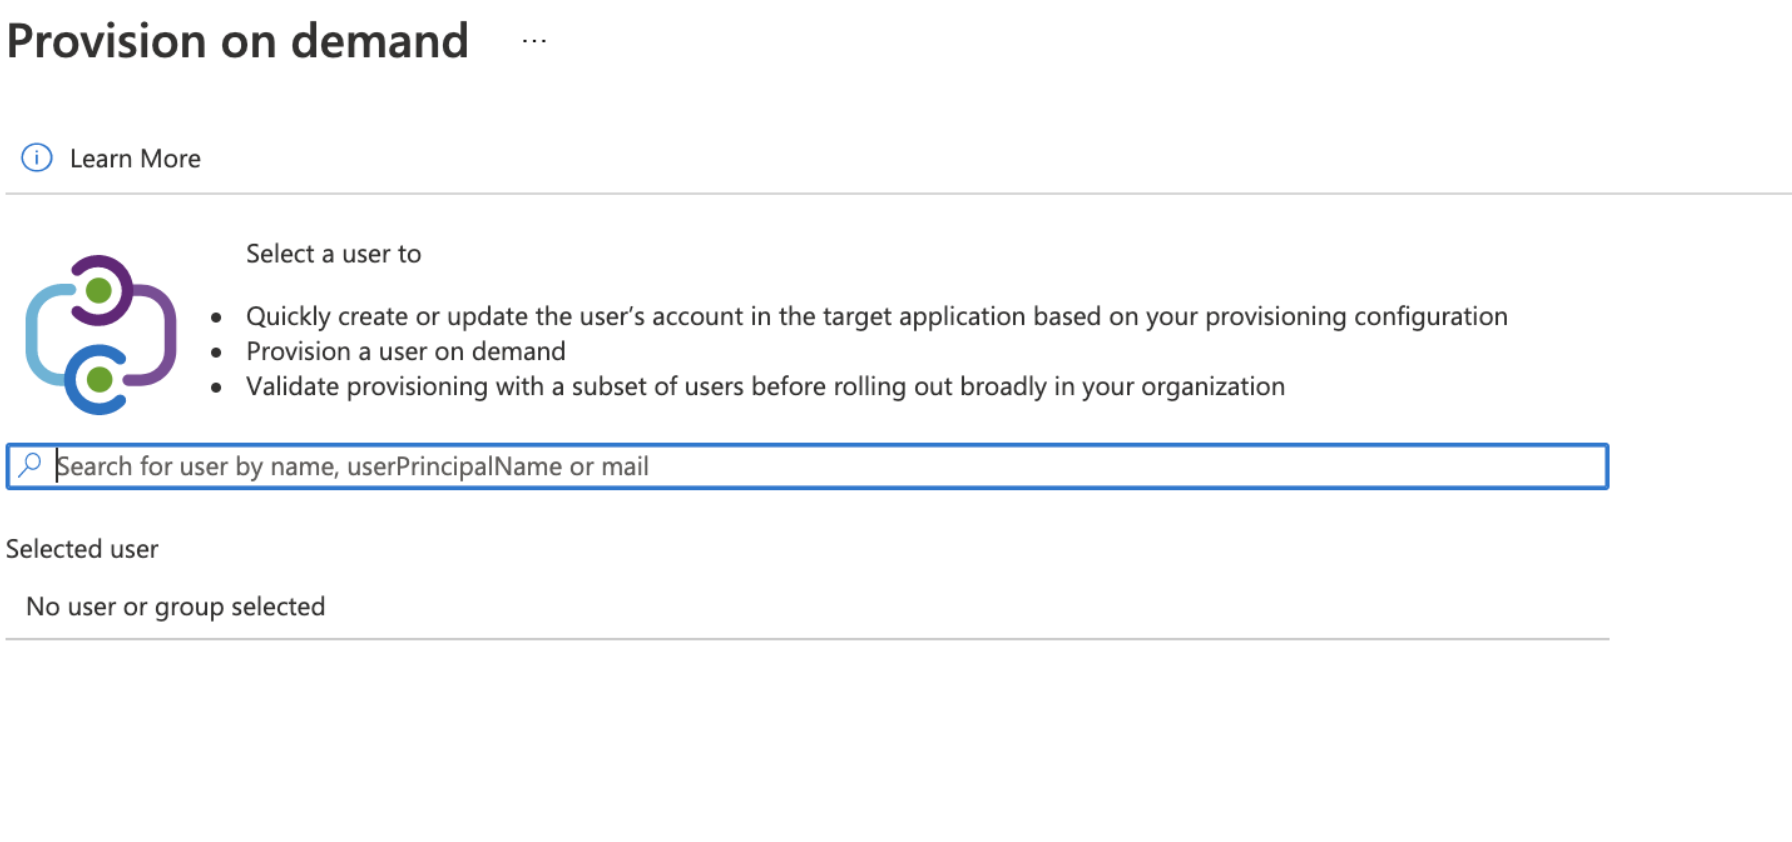 Provision on demand ...
Learn More
Select a user to
• Quickly create or update the user’s account in the target application based on your provisioning configuration
• Provision a user on demand
• Validate provisioning with a subset of users before rolling out broadly in your organization
Search for user by name, userPrincipalName or mail
Selected user
No user or group selected